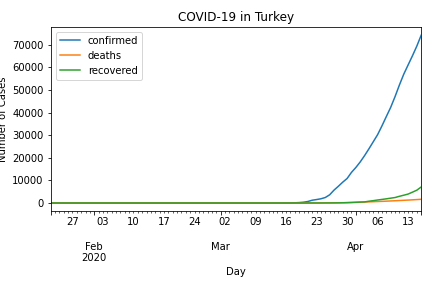 COVID-19 in Turkey
confirmed
deaths
recovered
70000
60000
50000
40000
30000
20000
10000
0
Number of Cases
27 03 10 17 24 02 09 16 23 30 06 13
Feb Mar Apr
2020
Day